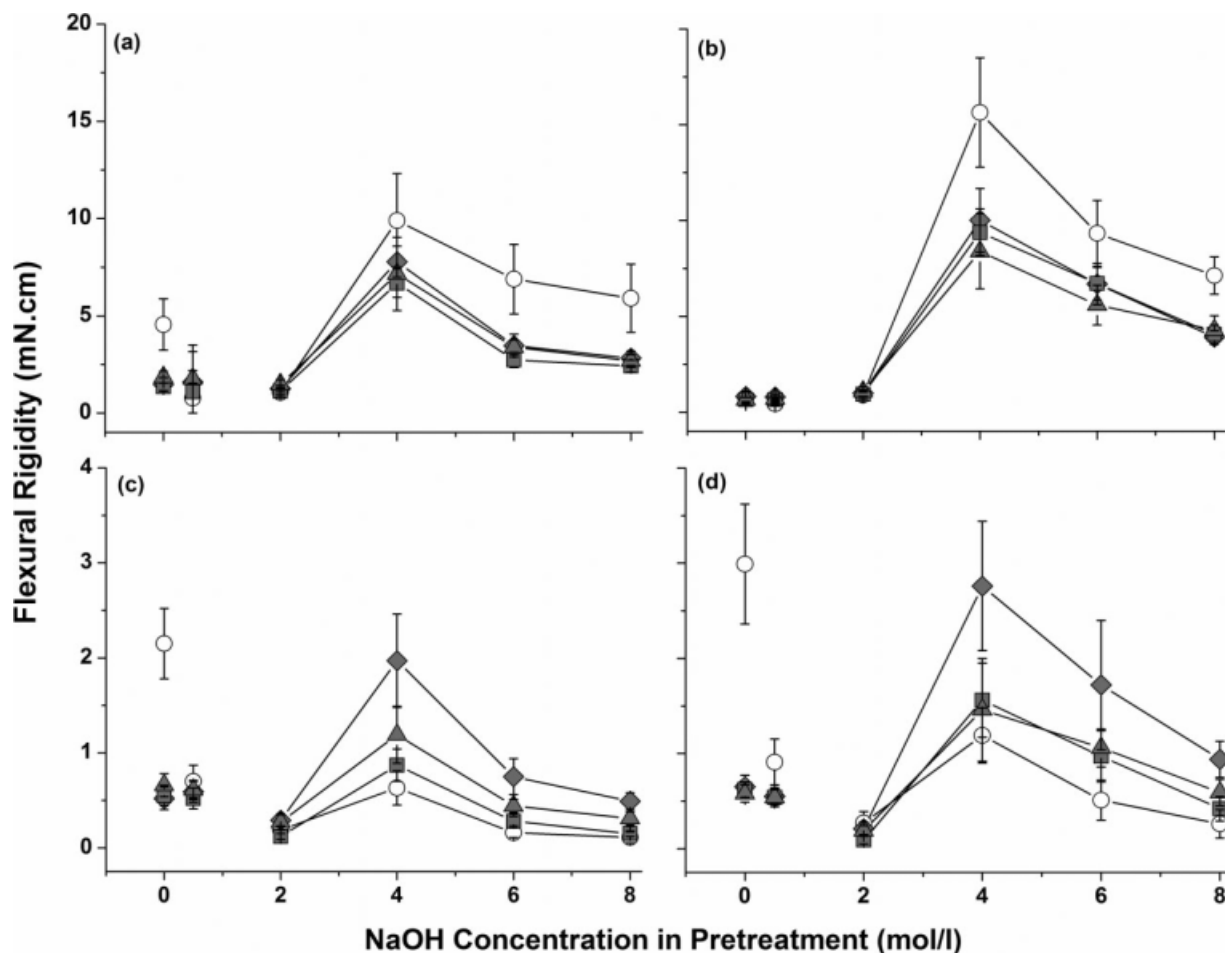 (a)
(b)
20
15
10
5
0
(c)
(d)
4
3
2
1
0
Flexural Rigidity (mN.cm)
0 2 4 6 8
0 2 4 6 8
NaOH Concentration in Pretreatment (mol/l)